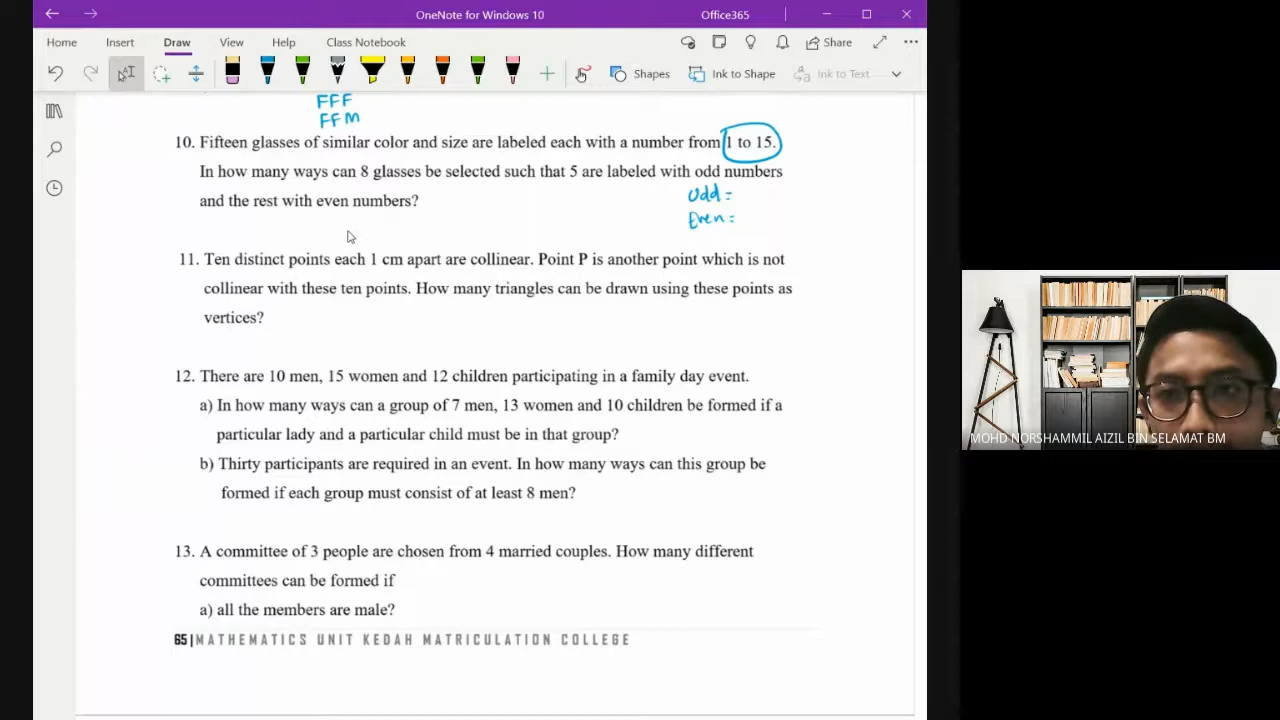 OneNote for Windows 10
Office365
Home Insert Draw View Help Class Notebook
Share
Shapes
Ink to Shape
Ink to Text
FFF
FFM
10. Fifteen glasses of similar color and size are labeled each with a number from 1 to 15.
In how many ways can 8 glasses be selected such that 5 are labeled with odd numbers
and the rest with even numbers?
Odd =
Even =
11. Ten distinct points each 1 cm apart are collinear. Point P is another point which is not
collinear with these ten points. How many triangles can be drawn using these points as
vertices?
12. There are 10 men, 15 women and 12 children participating in a family day event.
a) In how many ways can a group of 7 men, 13 women and 10 children be formed if a
particular lady and a particular child must be in that group?
b) Thirty participants are required in an event. In how many ways can this group be
formed if each group must consist of at least 8 men?
13. A committee of 3 people are chosen from 4 married couples. How many different
committees can be formed if
a) all the members are male?
65|MATHEMATICS UNIT KEDAH MATRICULATION COLLEGE
MOHD NORSHAMMIL AIZIL BIN SELAMAT BM